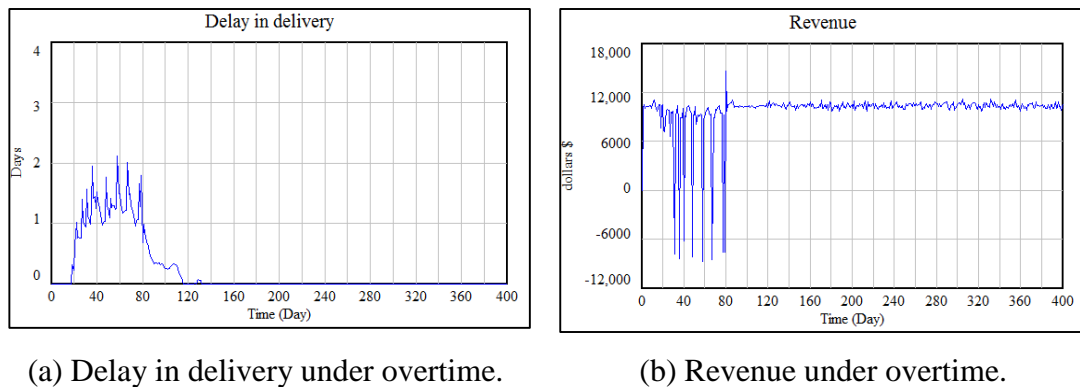 Delay in delivery
4
3
2
1
0
Days
0 40 80 120 160 200 240 280 320 360 400
Time (Day)
(a) Delay in delivery under overtime.
Revenue
18,000
12,000
6000
0
-6000
-12,000
dollars $
0 40 80 120 160 200 240 280 320 360 400
Time (Day)
(b) Revenue under overtime.